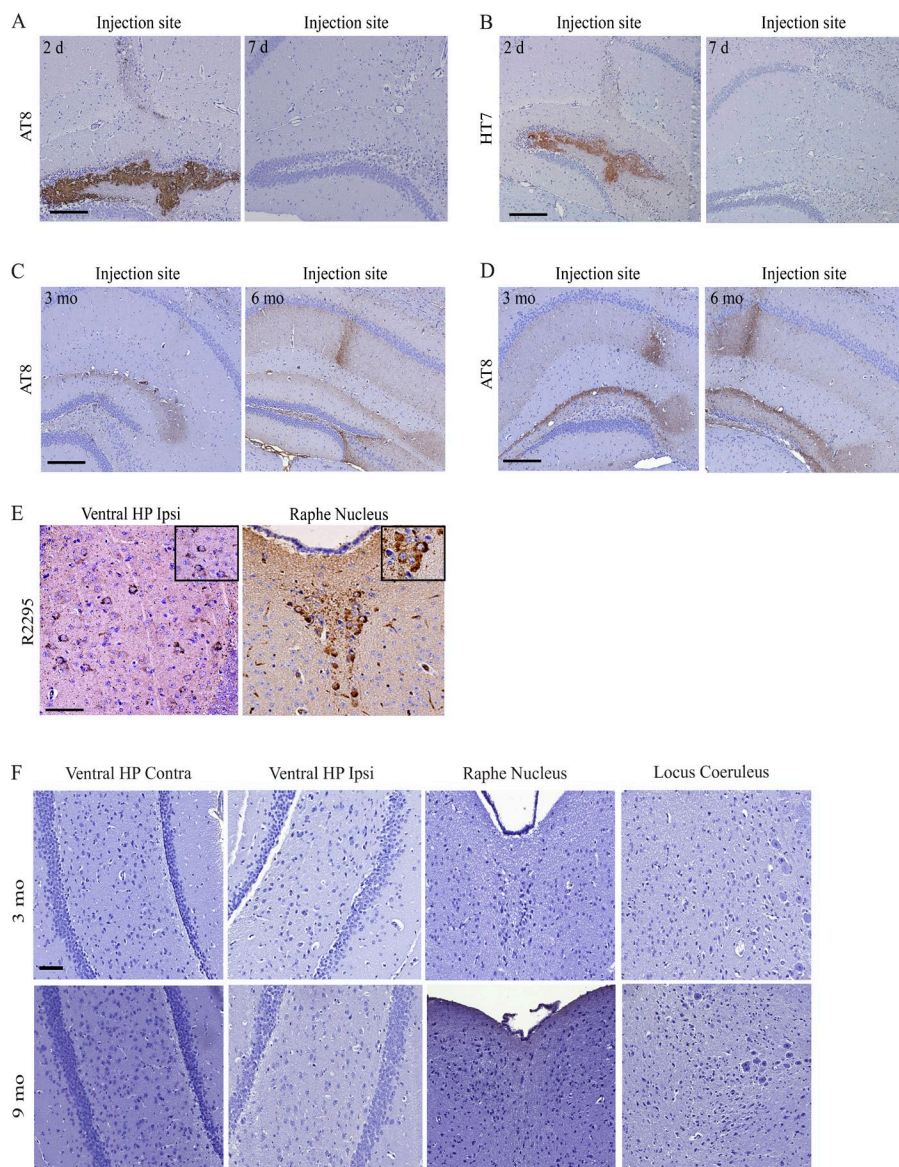 A
Injection site
Injection site
2 d
7 d
AT8
B
Injection site
Injection site
2 d
7 d
HT7
C
Injection site
Injection site
3 mo
6 mo
AT8
D
Injection site
Injection site
3 mo
6 mo
AT8
E
Ventral HP Ipsi
Raphe Nucleus
R2295
F
Ventral HP Contra
Ventral HP Ipsi
Raphe Nucleus
Locus Coeruleus
3 mo
9 mo